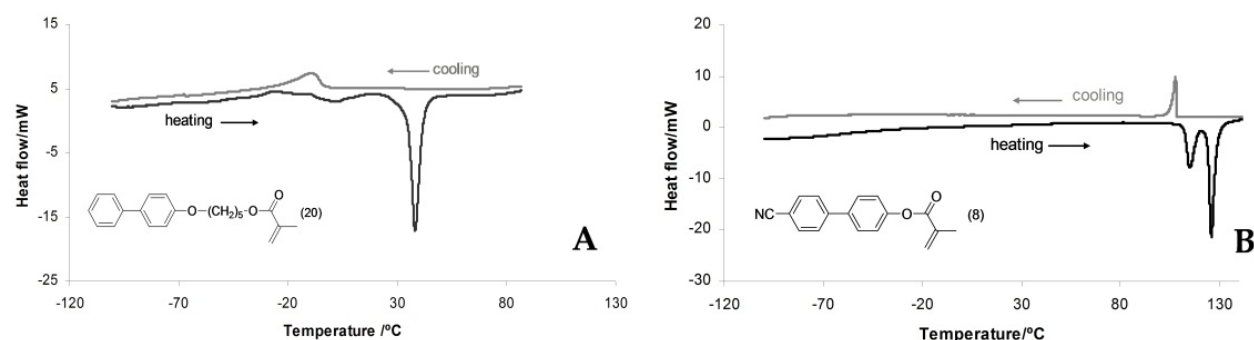 15
5
-5
-15
-25
-120
-70
-20
30
80
130
Heat flow/mW
Temperature /ºC
cooling
heating
O-(CH₂)₅-O
O
(20)
A
20
10
0
-10
-20
-30
-120
-70
-20
30
80
130
Heat flow/mW
Temperature/ºC
cooling
heating
NC
O
O
(8)
B